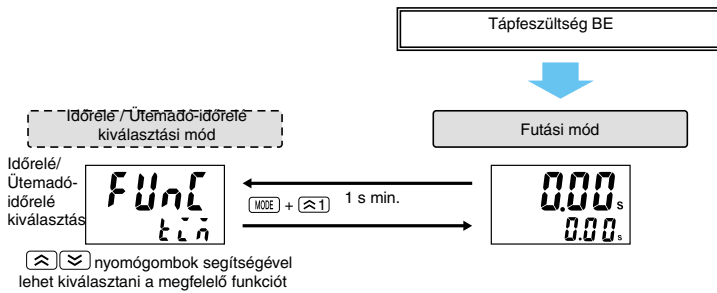 Tápfeszültség BE
Időrelé / Ütemadó-időrelé
kiválasztási mód
Futási mód
Időrelé/
Ütemadó-
időrelé
kiválasztás
FUnC
tim
MODE + 1 1 s min.
0.00s
0.00s
nyomógombok segítségével
lehet kiválasztani a megfelelő funkciót